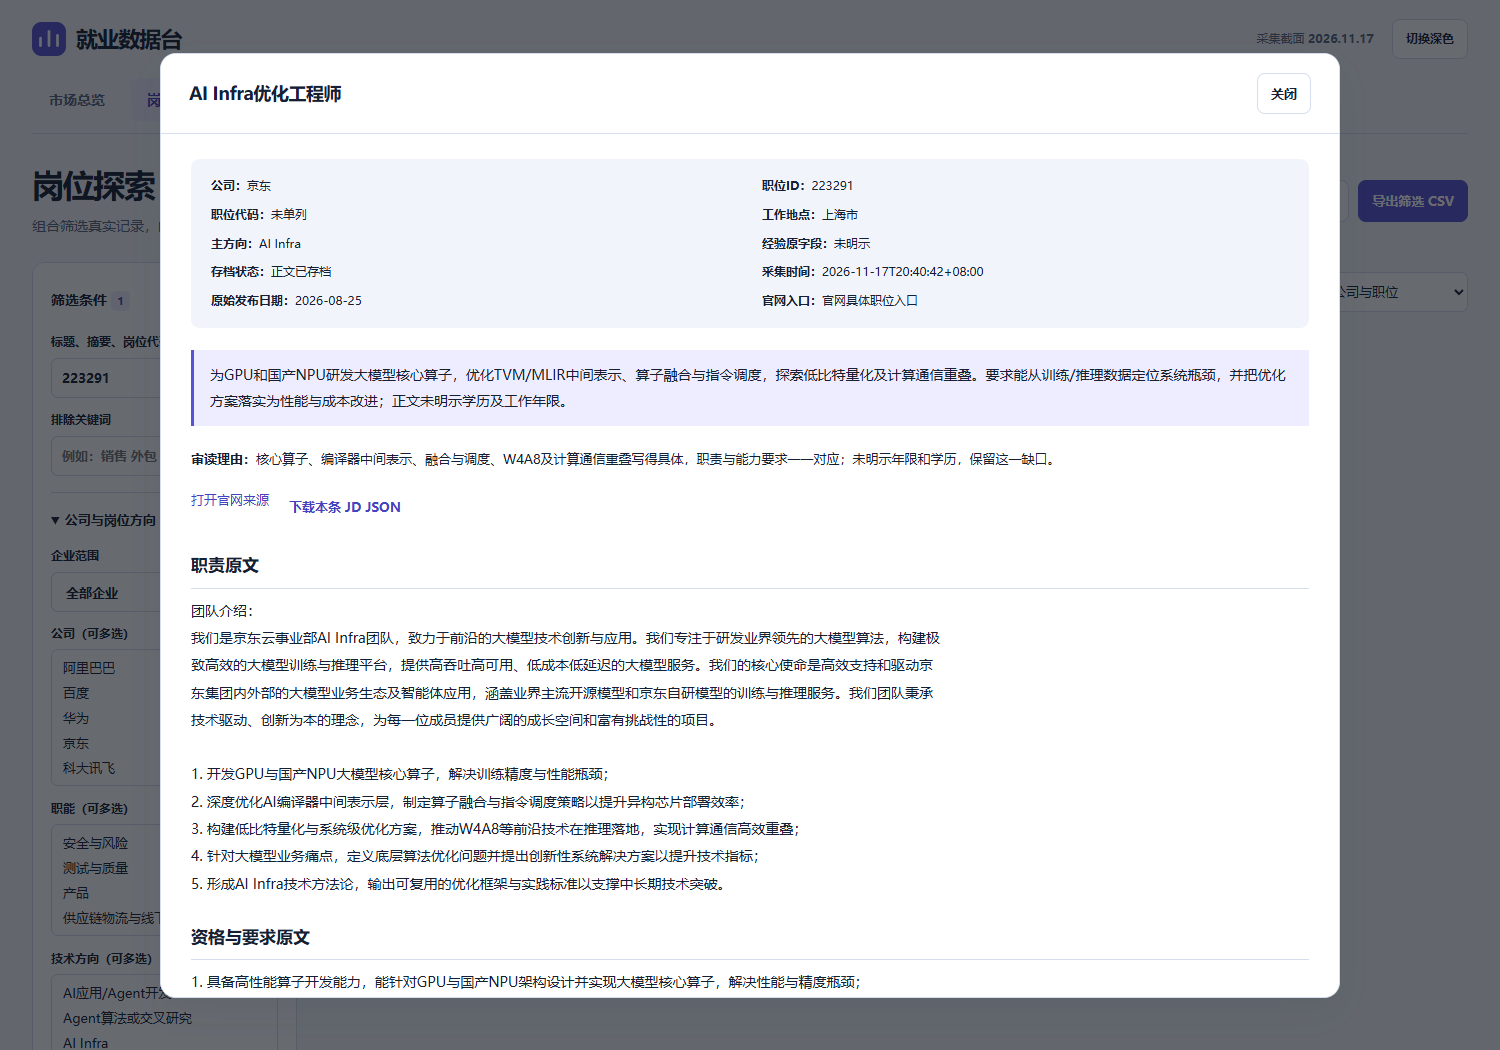 就业数据台
采集截面 2026.11.17
切换深色
市场总览
岗位探索
组合筛选真实记录，
导出筛选 CSV
筛选条件 1
标题、摘要、岗位代
223291
排除关键词
例如：销售 外包
▼ 公司与岗位方向
企业范围
全部企业
公司（可多选）
阿里巴巴
百度
华为
京东
科大讯飞
职能（可多选）
安全与风险
测试与质量
产品
供应链物流与线下
技术方向（可多选）
AI应用/Agent开发
Agent算法或交叉研究
AI Infra
公司与职位
AI Infra优化工程师
关闭
公司：京东
职位ID：223291
职位代码：未单列
工作地点：上海市
主方向：AI Infra
经验原字段：未明示
存档状态：正文已存档
采集时间：2026-11-17T20:40:42+08:00
原始发布日期：2026-08-25
官网入口：官网具体职位入口
为GPU和国产NPU研发大模型核心算子，优化TVM/MLIR中间表示、算子融合与指令调度，探索低比特量化及计算通信重叠。要求能从训练/推理数据定位系统瓶颈，并把优化
方案落实为性能与成本改进；正文未明示学历及工作年限。
审读理由：核心算子、编译器中间表示、融合与调度、W4A8及计算通信重叠写得具体，职责与能力要求一一对应；未明示年限和学历，保留这一缺口。
打开官网来源
下载本条 JD JSON
职责原文
团队介绍：
我们是京东云事业部AI Infra团队，致力于前沿的大模型技术创新与应用。我们专注于研发业界领先的大模型算法，构建极
致高效的大模型训练与推理平台，提供高吞吐高可用、低成本低延迟的大模型服务。我们的核心使命是高效支持和驱动京
东集团内外部的大模型业务生态及智能体应用，涵盖业界主流开源模型和京东自研模型的训练与推理服务。我们团队秉承
技术驱动、创新为本的理念，为每一位成员提供广阔的成长空间和富有挑战性的项目。
1. 开发GPU与国产NPU大模型核心算子，解决训练精度与性能瓶颈；
2. 深度优化AI编译器中间表示层，制定算子融合与指令调度策略以提升异构芯片部署效率；
3. 构建低比特量化与系统级优化方案，推动W4A8等前沿技术在推理落地，实现计算通信高效重叠；
4. 针对大模型业务痛点，定义底层算法优化问题并提出创新性系统解决方案以提升技术指标；
5. 形成AI Infra技术方法论，输出可复用的优化框架与实践标准以支撑中长期技术突破。
资格与要求原文
1. 具备高性能算子开发能力，能针对GPU与国产NPU架构设计并实现大模型核心算子，解决性能与精度瓶颈；